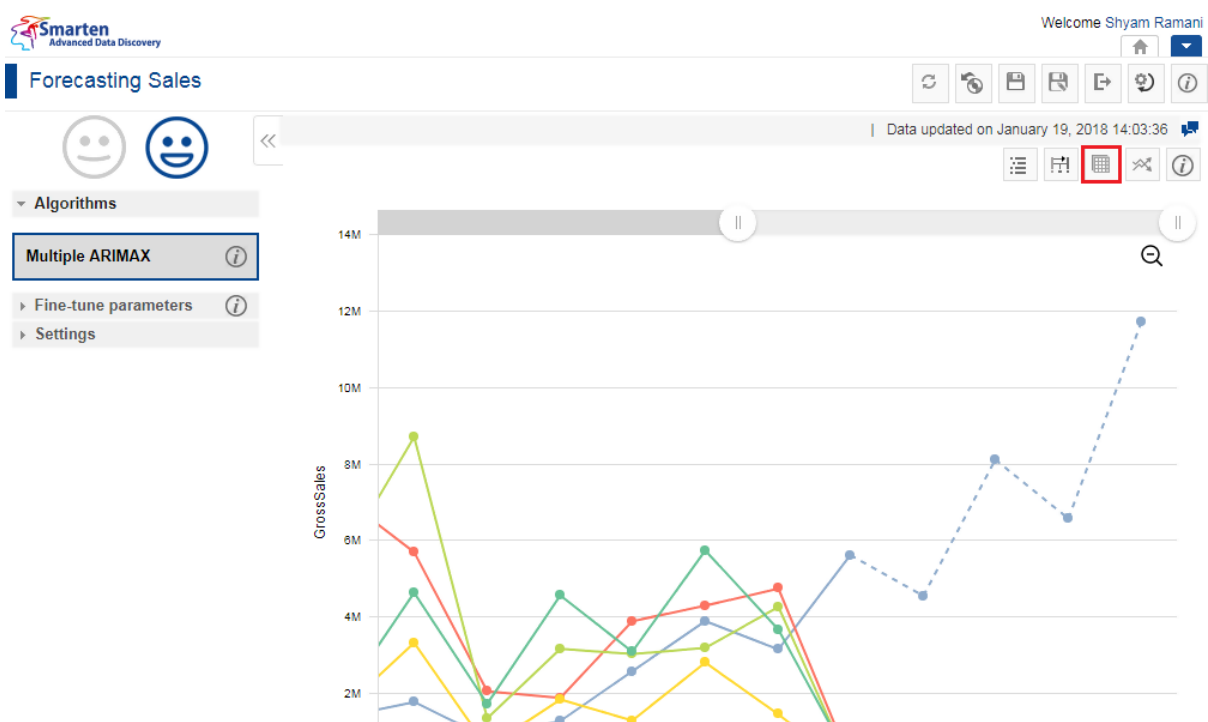 Smarten
Advanced Data Discovery
Welcome Shyam Ramani
Forecasting Sales
| Data updated on January 19, 2018 14:03:36
Algorithms
Multiple ARIMAX
Fine-tune parameters
Settings
14M
12M
10M
8M
6M
4M
2M
GrossSales